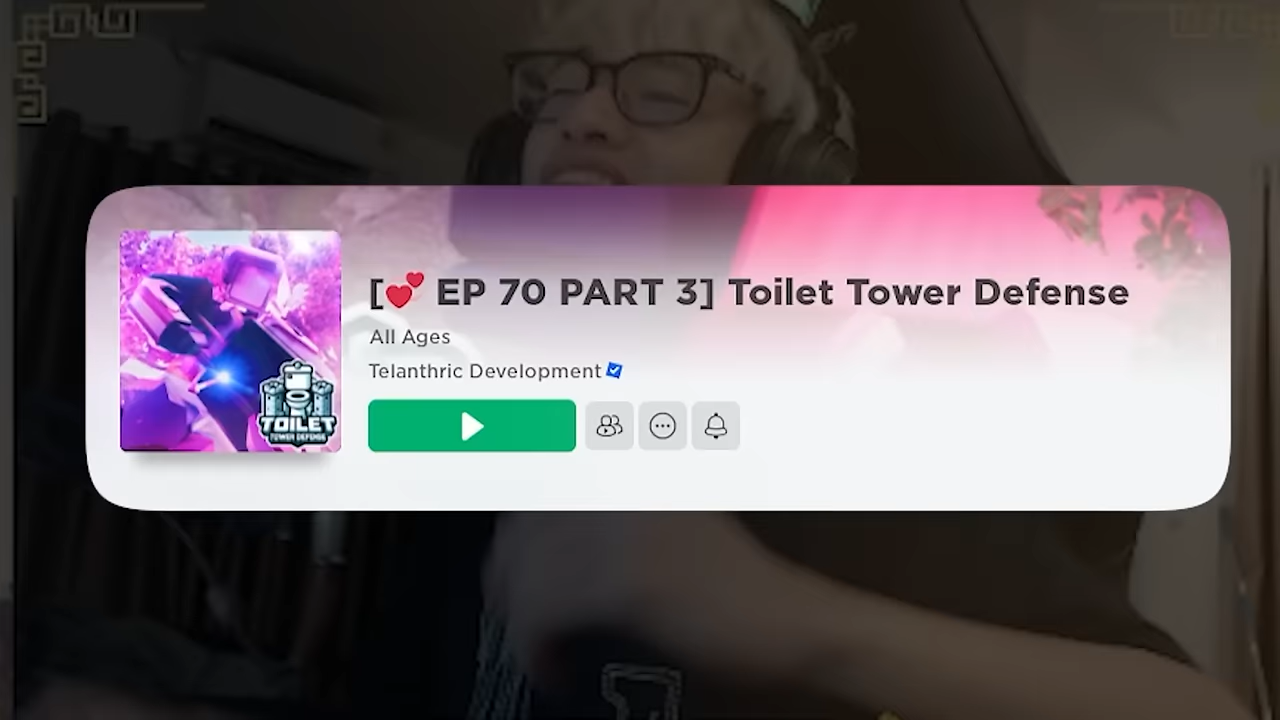 [💕 EP 70 PART 3] Toilet Tower Defense
All Ages
Telanthric Development
TOILET
TOWER DEFENSE